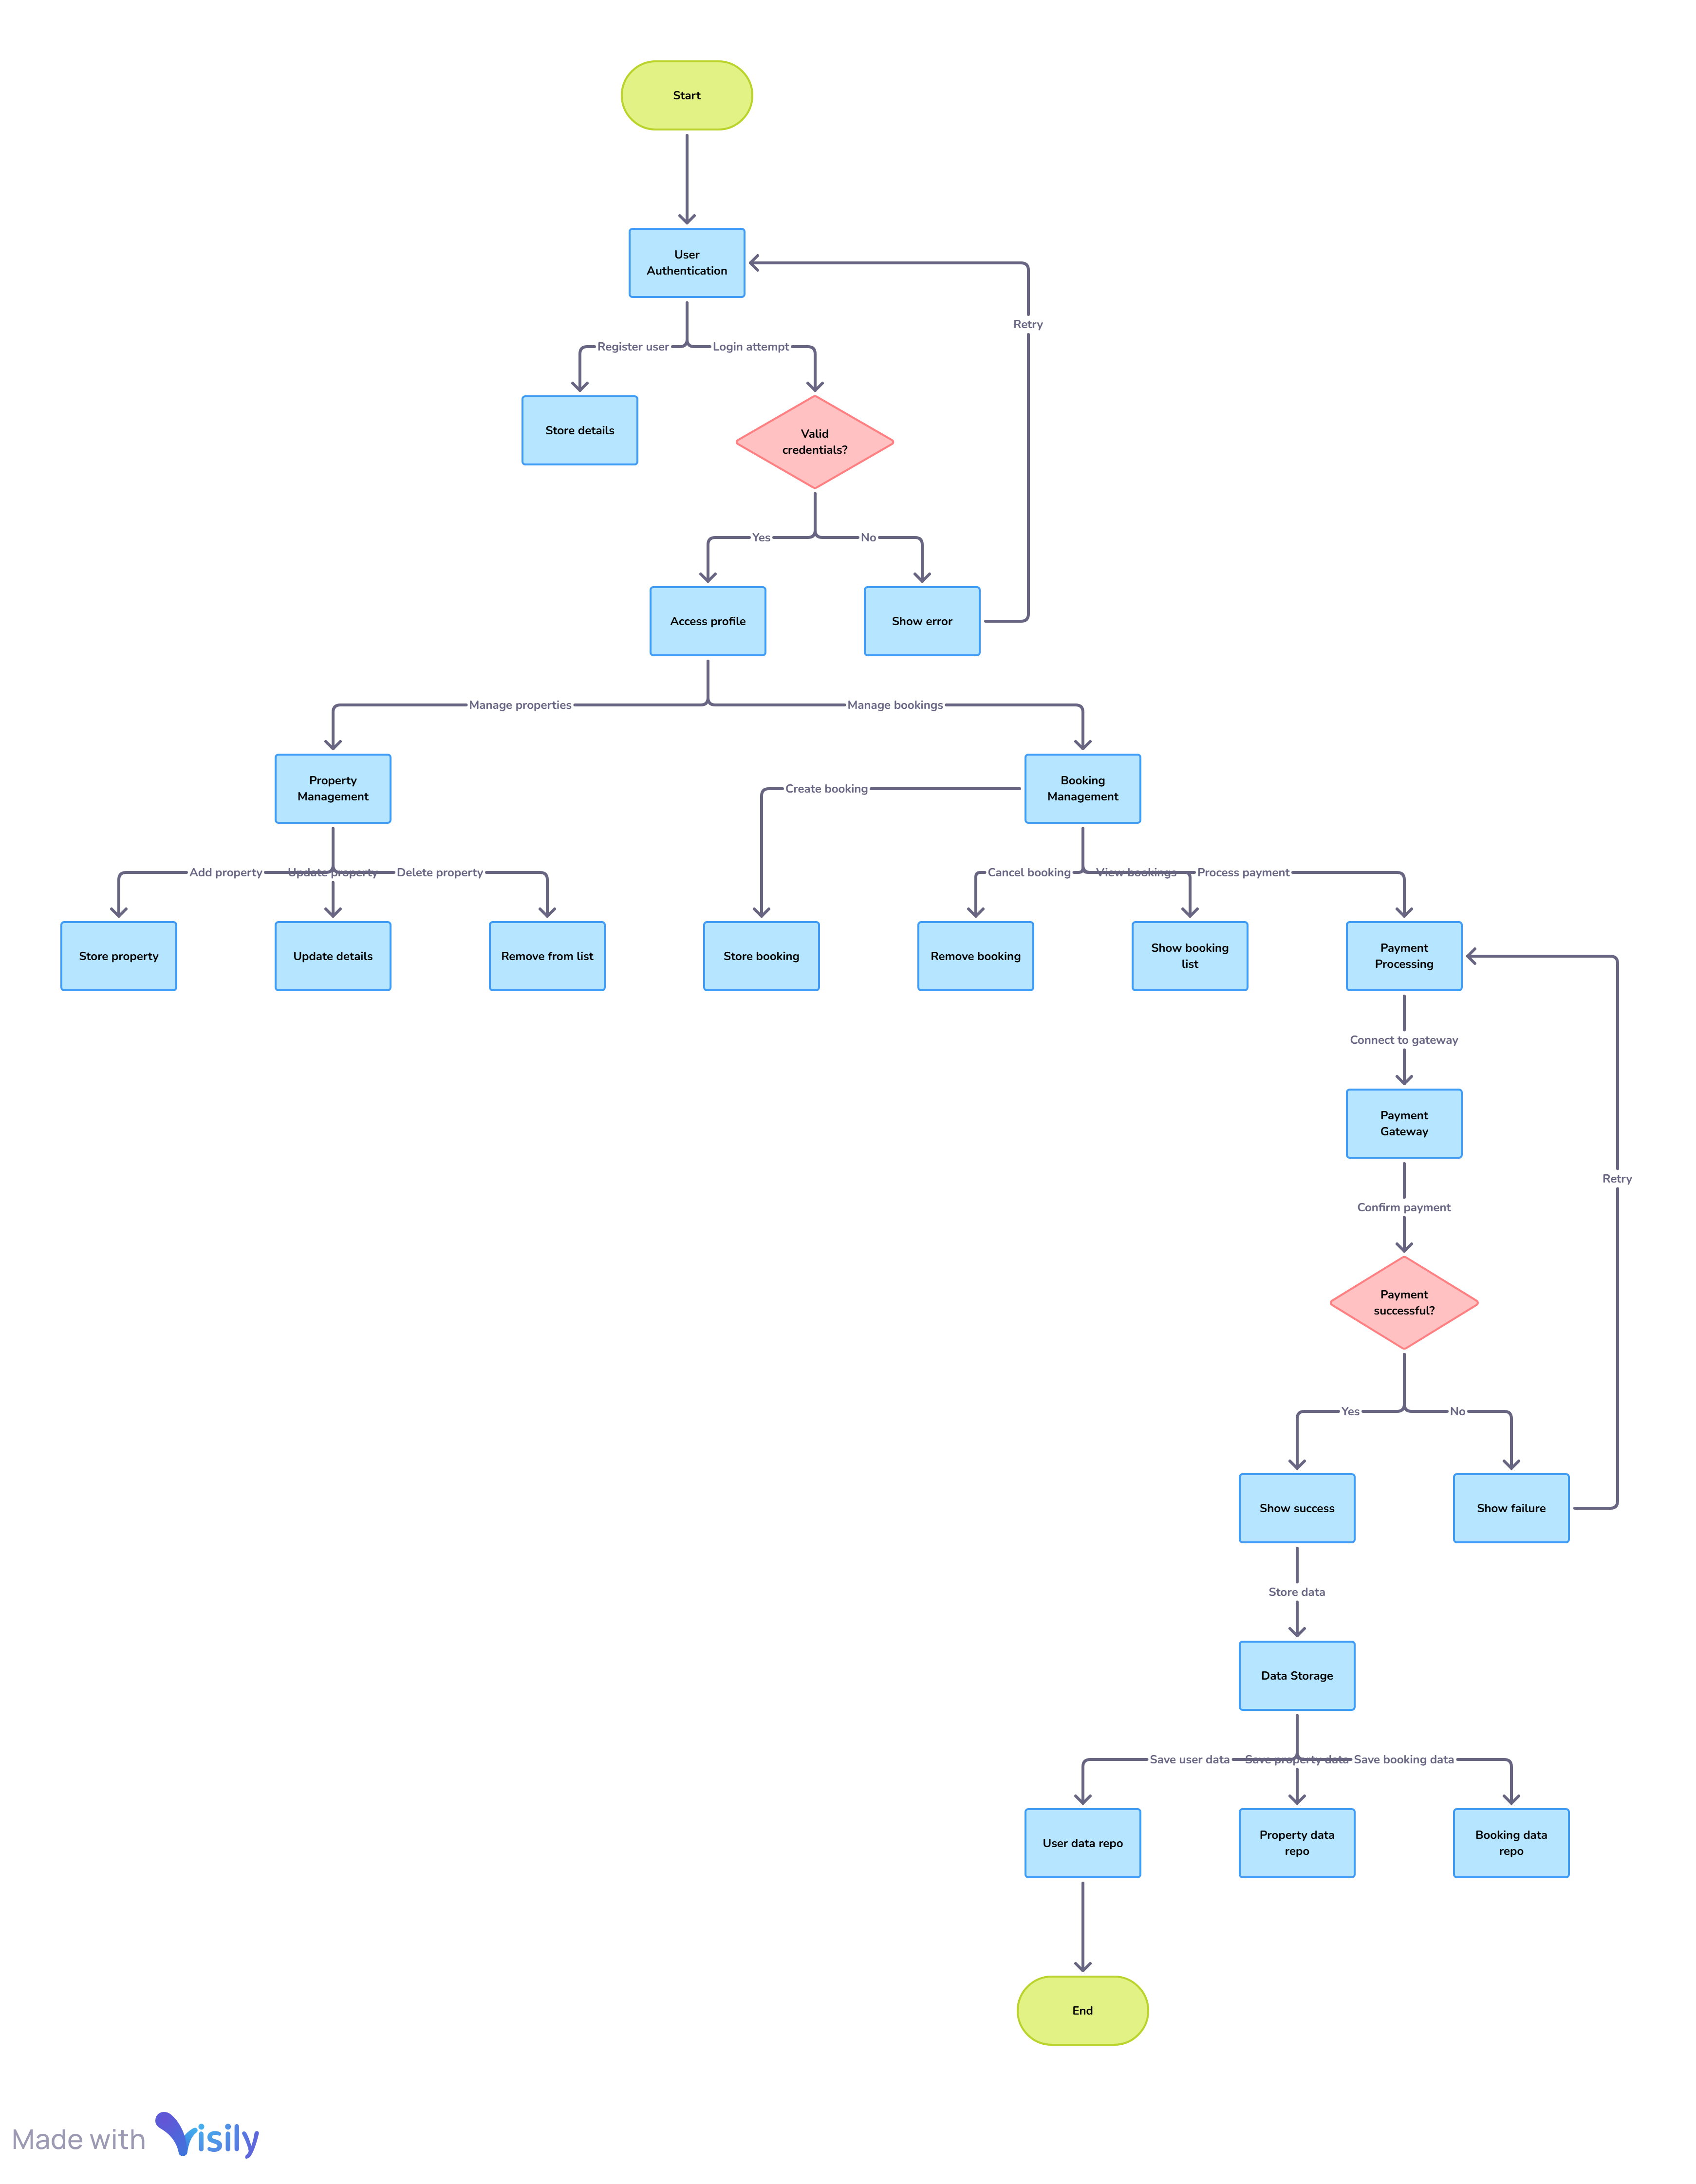 Start
User
Authentication
Retry
Register user
Login attempt
Store details
Valid
credentials?
Yes
No
Access profile
Show error
Manage properties
Manage bookings
Property
Management
Create booking
Booking
Management
Add property
Update property
Delete property
Cancel booking
View bookings
Process payment
Store property
Update details
Remove from list
Store booking
Remove booking
Show booking
list
Payment
Processing
Connect to gateway
Payment
Gateway
Retry
Confirm payment
Payment
successful?
Yes
No
Show success
Show failure
Store data
Data Storage
Save user data
Save property data
Save booking data
User data repo
Property data
repo
Booking data
repo
End
Made with Visily